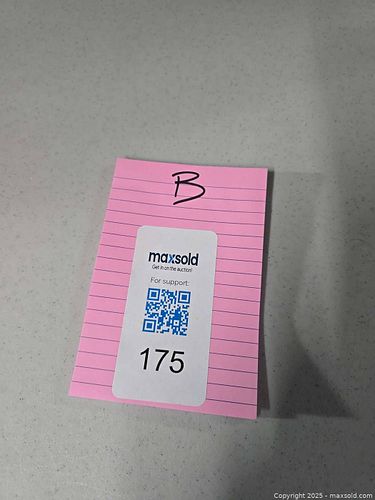 B
maxsold
Get in on the auction!
For support:
175
Copyright © 2025 - maxsold.com